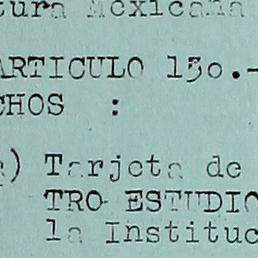 tura Mexicana
ARTICULO 13o.-
CHOS :
a) Tarjeta de
TRO ESTUDIO
la Instituc